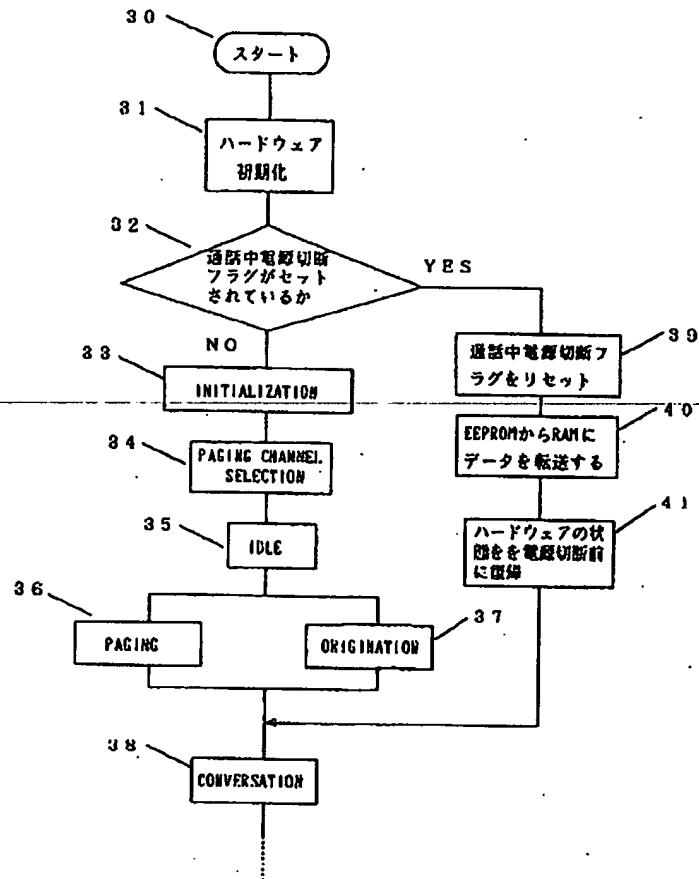 30
スタート
31
ハードウェア
初期化
32
通話中電源切断
フラグがセット
されているか
YES
NO
33
INITIALIZATION
39
通話中電源切断フ
ラグをリセット
34
PAGING CHANNEL
SELECTION
40
EEPROMからRAMに
データを転送する
35
IDLE
41
ハードウェアの状
態をを電源切断前
に復帰
36
PAGING
37
ORIGINATION
38
CONVERSATION